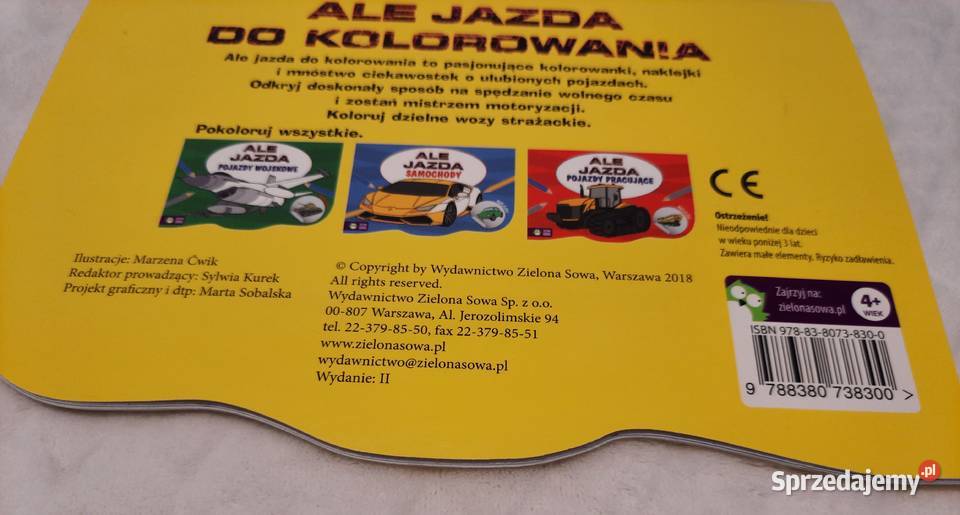 ALE JAZDA
DO KOLOROWANIA
Ale jazda do kolorowania to pasjonujące kolorowanki, naklejki
i mnóstwo ciekawostek o ulubionych pojazdach.
Odkryj doskonały sposób na spędzanie wolnego czasu
i zostań mistrzem motoryzacji.
Koloruj dzielne wozy strażackie.
Pokoloruj wszystkie.
ALE
JAZDA
POJAZDY WOJSKOWE
ALE
JAZDA
SAMOCHODY
ALE
JAZDA
POJAZDY PRACUJĄCE
CE
Ostrzeżenie!
Nieodpowiednie dla dzieci
w wieku poniżej 3 lat.
Zawiera małe elementy, Ryzyko zadławienia.
Ilustracje: Marzena Ćwik
Redaktor prowadzący: Sylwia Kurek
Projekt graficzny i dtp: Marta Sobalska
© Copyright by Wydawnictwo Zielona Sowa, Warszawa 2018
All rights reserved.
Wydawnictwo Zielona Sowa Sp. z o.o.
00-807 Warszawa, Al. Jerozolimskie 94
tel. 22-379-85-50, fax 22-379-85-51
www.zielonasowa.pl
wydawnictwo@zielonasowa.pl
Wydanie: II
Zajrzyj na:
zielonasowa.pl
4+
WIEK
ISBN 978-83-8073-830-0
9 788380 738300 >
Sprzedajemy.pl